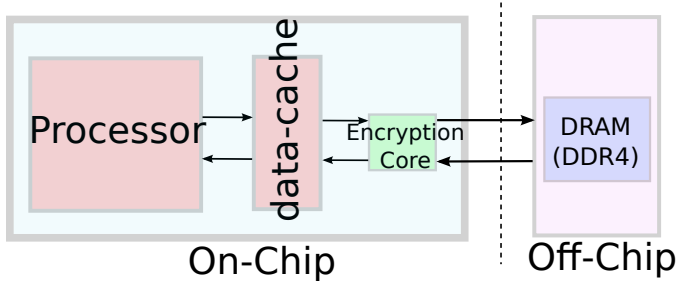 Processor
data-cache
Encryption
Core
DRAM
(DDR4)
On-Chip
Off-Chip